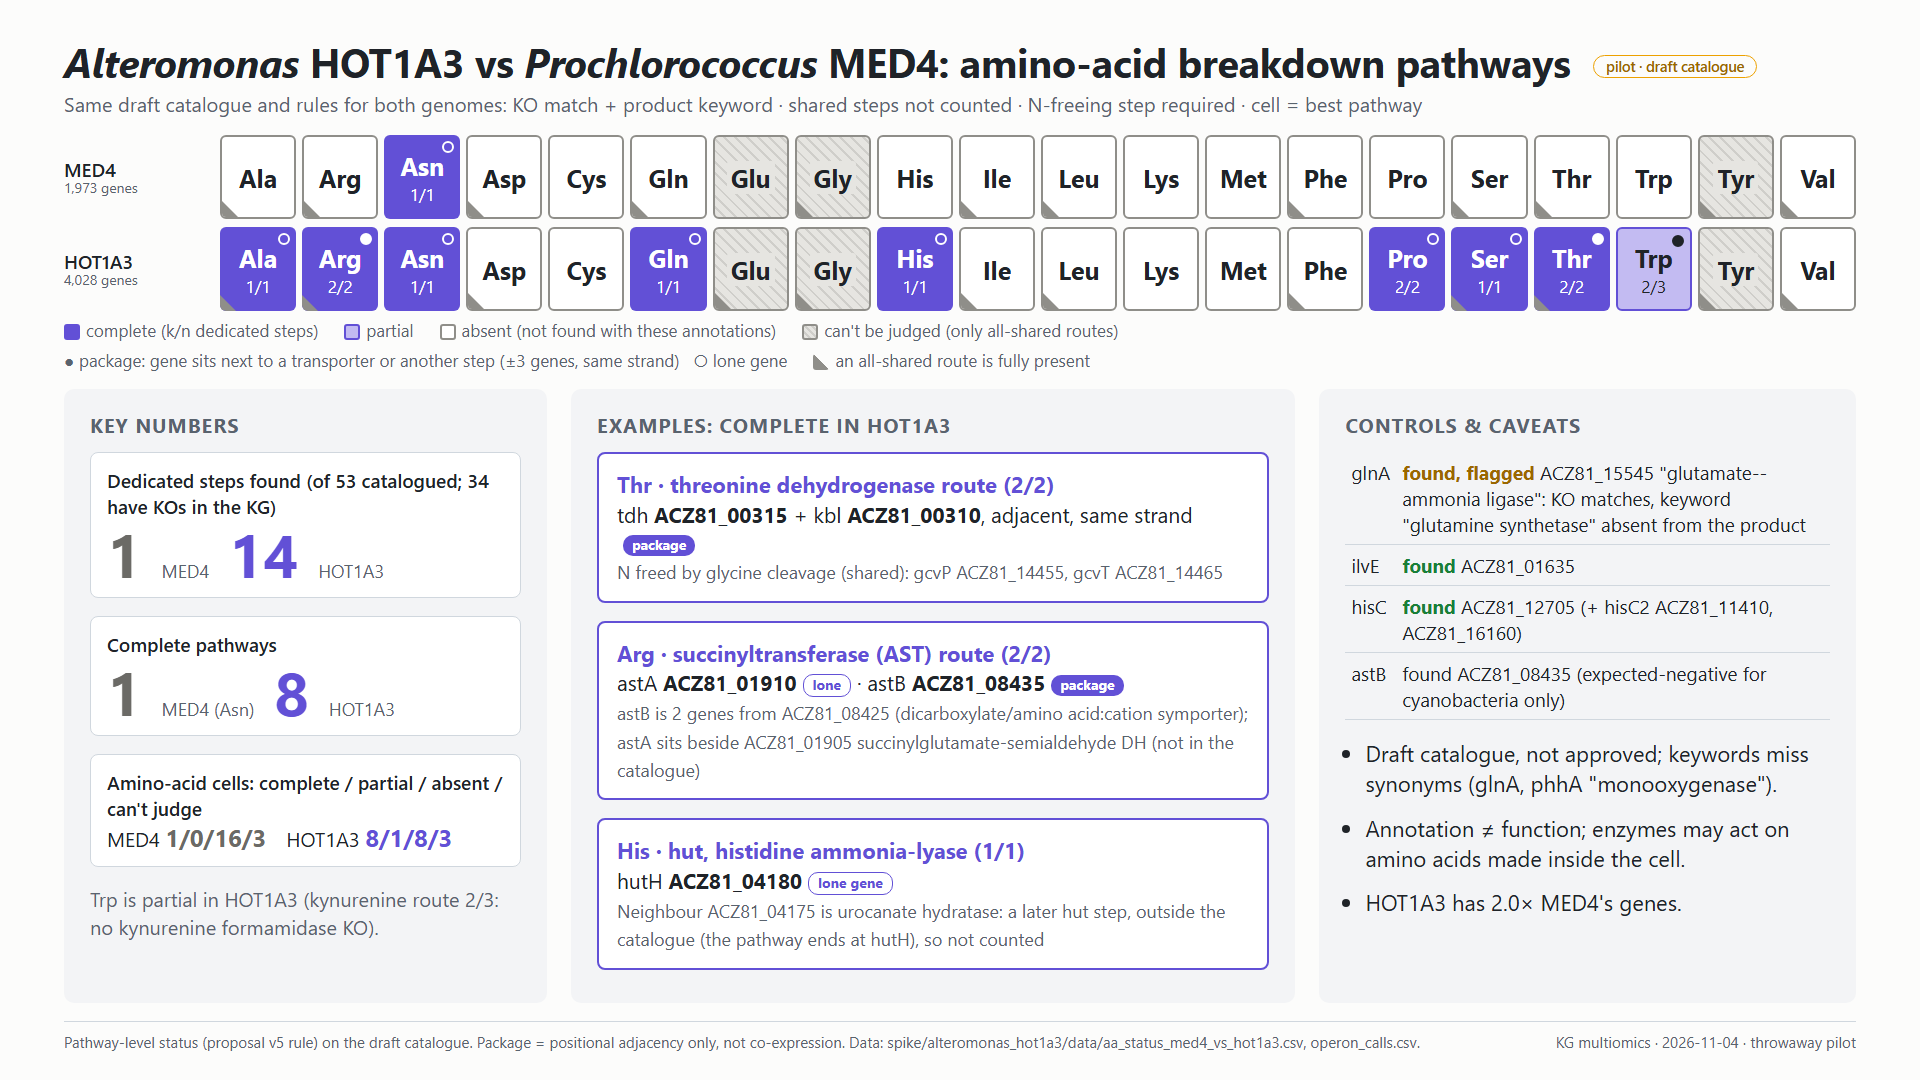 Alteromonas HOT1A3 vs Prochlorococcus MED4: amino-acid breakdown pathways
pilot · draft catalogue
Same draft catalogue and rules for both genomes: KO match + product keyword · shared steps not counted · N-freeing step required · cell = best pathway
MED4
1,973 genes
Ala
Arg
Asn
1/1
Asp
Cys
Gln
Glu
Gly
His
Ile
Leu
Lys
Met
Phe
Pro
Ser
Thr
Trp
Tyr
Val
HOT1A3
4,028 genes
Ala
1/1
Arg
2/2
Asn
1/1
Asp
Cys
Gln
1/1
Glu
Gly
His
1/1
Ile
Leu
Lys
Met
Phe
Pro
2/2
Ser
1/1
Thr
2/2
Trp
2/3
Tyr
Val
complete (k/n dedicated steps)
partial
absent (not found with these annotations)
can't be judged (only all-shared routes)
● package: gene sits next to a transporter or another step (±3 genes, same strand)
○ lone gene
an all-shared route is fully present
KEY NUMBERS
Dedicated steps found (of 53 catalogued; 34
have KOs in the KG)
1 MED4 14 HOT1A3
Complete pathways
1 MED4 (Asn) 8 HOT1A3
Amino-acid cells: complete / partial / absent /
can't judge
MED4 1/0/16/3 HOT1A3 8/1/8/3
Trp is partial in HOT1A3 (kynurenine route 2/3:
no kynurenine formamidase KO).
EXAMPLES: COMPLETE IN HOT1A3
Thr · threonine dehydrogenase route (2/2)
tdh ACZ81_00315 + kbl ACZ81_00310, adjacent, same strand
package
N freed by glycine cleavage (shared): gcvP ACZ81_14455, gcvT ACZ81_14465
Arg · succinyltransferase (AST) route (2/2)
astA ACZ81_01910 lone · astB ACZ81_08435 package
astB is 2 genes from ACZ81_08425 (dicarboxylate/amino acid:cation symporter);
astA sits beside ACZ81_01905 succinylglutamate-semialdehyde DH (not in the
catalogue)
His · hut, histidine ammonia-lyase (1/1)
hutH ACZ81_04180 lone gene
Neighbour ACZ81_04175 is urocanate hydratase: a later hut step, outside the
catalogue (the pathway ends at hutH), so not counted
CONTROLS & CAVEATS
glnA found, flagged ACZ81_15545 "glutamate--
ammonia ligase": KO matches, keyword
"glutamine synthetase" absent from the product
ilvE found ACZ81_01635
hisC found ACZ81_12705 (+ hisC2 ACZ81_11410,
ACZ81_16160)
astB found ACZ81_08435 (expected-negative for
cyanobacteria only)
• Draft catalogue, not approved; keywords miss
synonyms (glnA, phhA "monooxygenase").
• Annotation ≠ function; enzymes may act on
amino acids made inside the cell.
• HOT1A3 has 2.0× MED4's genes.
Pathway-level status (proposal v5 rule) on the draft catalogue. Package = positional adjacency only, not co-expression. Data: spike/alteromonas_hot1a3/data/aa_status_med4_vs_hot1a3.csv, operon_calls.csv.
KG multiomics · 2026-11-04 · throwaway pilot